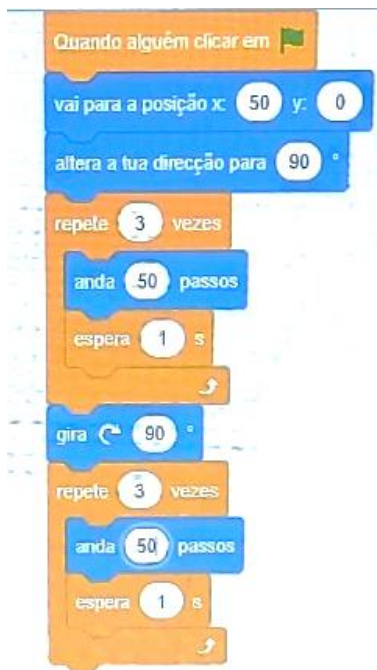 Quando alguém clicar em
vai para a posição x: 50 y: 0
altera a tua direcção para 90 °
repete 3 vezes
anda 50 passos
espera 1 s
gira 90 °
repete 3 vezes
anda 50 passos
espera 1 s